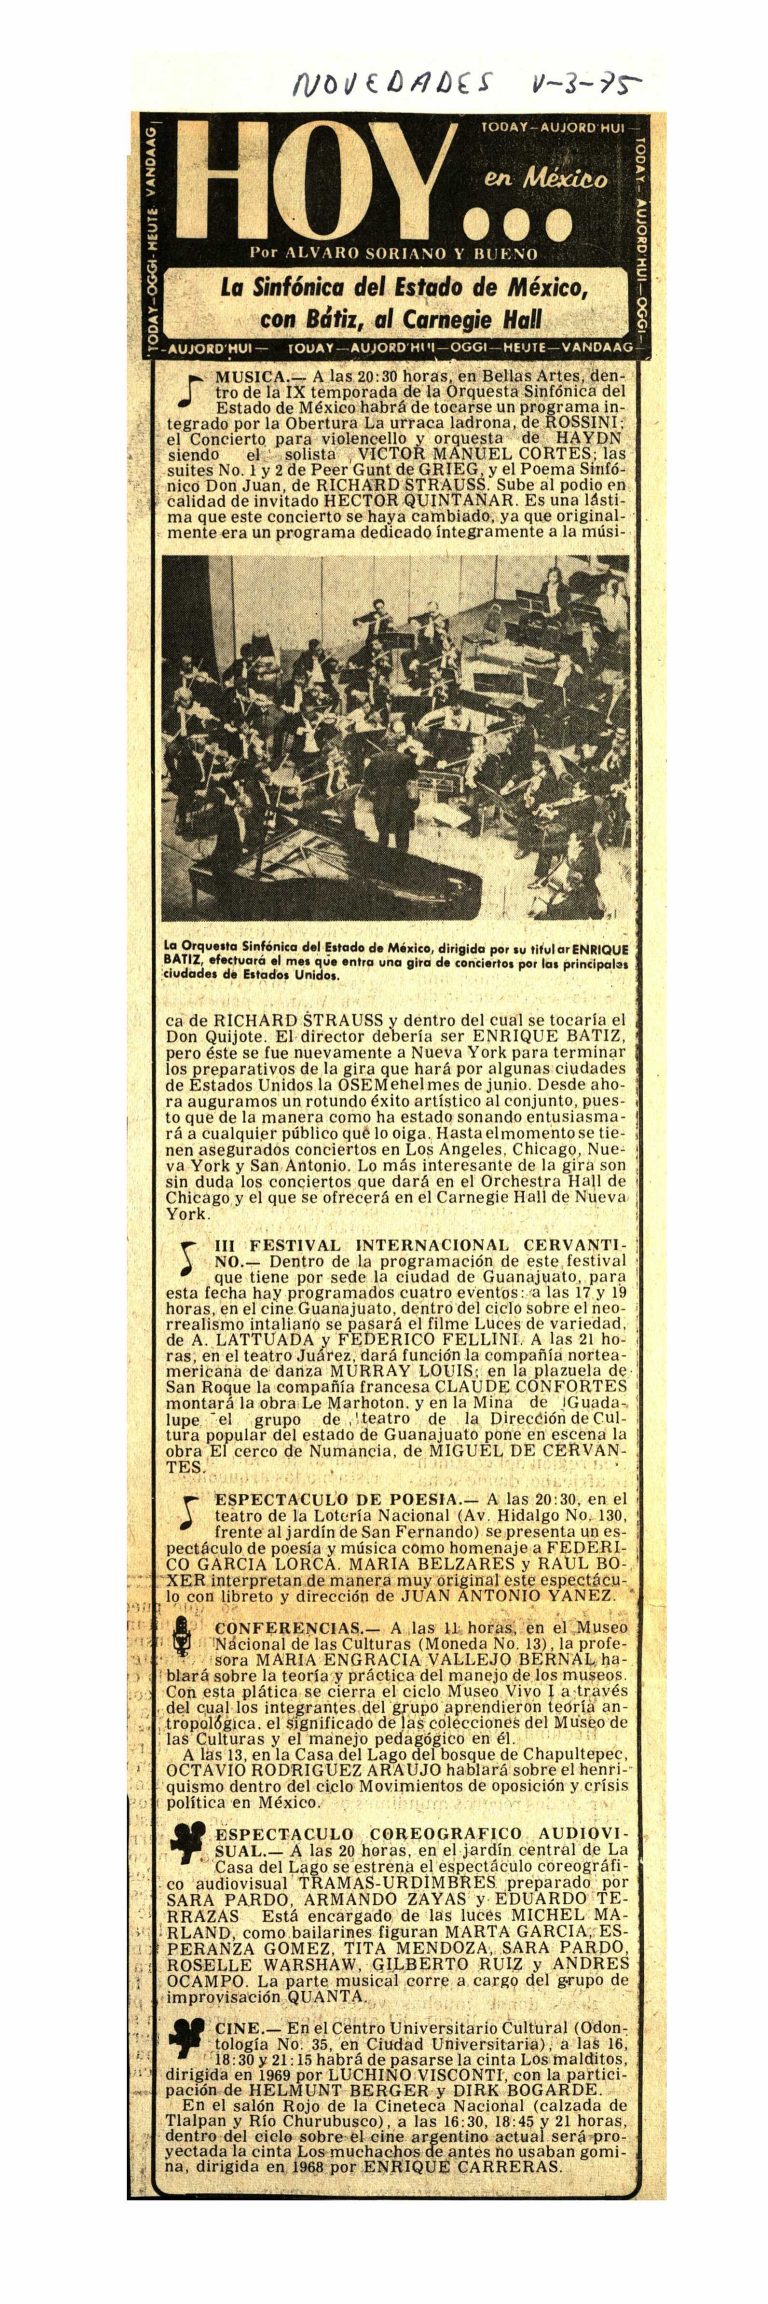 NOVEDADES V-3-75
HOY...
TODAY—AUJORD'HUI—
en México
TODAY—OGGI—HEUTE VANDAAG
TODAY—AUJORD'HUI—OGGI—
Por ALVARO SORIANO Y BUENO
La Sinfónica del Estado de México,
con Bátiz, al Carnegie Hall
-AUJORD'HUI— TODAY—AUJORD'HUI—OGGI—HEUTE—VANDAAG
MUSICA.— A las 20:30 horas, en Bellas Artes, den-
tro de la IX temporada de la Orquesta Sinfónica del
Estado de México habrá de tocarse un programa in-
tegrado por la Obertura La urraca ladrona, de ROSSINI;
el Concierto para violencello y orquesta de HAYDN
siendo el solista VICTOR MANUEL CORTES; las
suites No. 1 y 2 de Peer Gunt de GRIEG, y el Poema Sinfó-
nico Don Juan, de RICHARD STRAUSS. Sube al podio en
calidad de invitado HECTOR QUINTANAR. Es una lásti-
ma que este concierto se haya cambiado, ya que original-
mente era un programa dedicado íntegramente a la músi-
La Orquesta Sinfónica del Estado de México, dirigida por su titular ENRIQUE
BATIZ, efectuará el mes que entra una gira de conciertos por las principales
ciudades de Estados Unidos.
ca de RICHARD STRAUSS y dentro del cual se tocaría el
Don Quijote. El director debería ser ENRIQUE BATIZ,
pero éste se fue nuevamente a Nueva York para terminar
los preparativos de la gira que hará por algunas ciudades
de Estados Unidos la OSEMehelmes de junio. Desde aho-
ra auguramos un rotundo éxito artístico al conjunto, pues-
to que de la manera como ha estado sonando entusiasma-
rá a cualquier público que lo oiga. Hasta el momento se tie-
nen asegurados conciertos en Los Angeles, Chicago, Nue-
va York y San Antonio. Lo más interesante de la gira son
sin duda los conciertos que dará en el Orchestra Hall de
Chicago y el que se ofrecerá en el Carnegie Hall de Nueva
York.
III FESTIVAL INTERNACIONAL CERVANTI-
NO.— Dentro de la programación de este festival
que tiene por sede la ciudad de Guanajuato, para
esta fecha hay programados cuatro eventos: a las 17 y 19
horas, en el cine Guanajuato, dentro del ciclo sobre el neo-
rrealismo intaliano se pasará el filme Luces de variedad,
de A. LATTUADA y FEDERICO FELLINI. A las 21 ho-
ras, en el teatro Juárez, dará función la compañía nortea-
mericana de danza MURRAY LOUIS; en la plazuela de
San Roque la compañía francesa CLAUDE CONFORTES
montará la obra Le Marhoton, y en la Mina de Guada-
lupe el grupo de teatro de la Dirección de Cul-
tura popular del estado de Guanajuato pone en escena la
obra El cerco de Numancia, de MIGUEL DE CERVAN-
TES.
ESPECTACULO DE POESIA.— A las 20:30, en el
teatro de la Lotería Nacional (Av. Hidalgo No. 130,
frente al jardín de San Fernando) se presenta un es-
pectáculo de poesía y música como homenaje a FEDERI-
CO GARCIA LORCA. MARIA BELZARES y RAUL BO-
XER interpretan de manera muy original este espectácu-
lo con libreto y dirección de JUAN ANTONIO YANEZ.
CONFERENCIAS.— A las 11 horas, en el Museo
Nacional de las Culturas (Moneda No. 13), la profe-
sora MARIA ENGRACIA VALLEJO BERNAL ha-
blará sobre la teoría y práctica del manejo de los museos.
Con esta plática se cierra el ciclo Museo Vivo I a través
del cual los integrantes del grupo aprendieron teoría an-
tropológica, el significado de las colecciones del Museo de
las Culturas y el manejo pedagógico en él.
A las 13, en la Casa del Lago del bosque de Chapultepec,
OCTAVIO RODRIGUEZ ARAUJO hablará sobre el henri-
quismo dentro del ciclo Movimientos de oposición y crisis
política en México.
ESPECTACULO COREOGRAFICO AUDIOVI-
SUAL.— A las 20 horas, en el jardín central de La
Casa del Lago se estrena el espectáculo coreográfi-
co audiovisual TRAMAS-URDIMBRES preparado por
SARA PARDO, ARMANDO ZAYAS y EDUARDO TE-
RRAZAS Está encargado de las luces MICHEL MA-
RLAND, como bailarines figuran MARTA GARCIA, ES-
PERANZA GOMEZ, TITA MENDOZA, SARA PARDO,
ROSELLE WARSHAW, GILBERTO RUIZ y ANDRES
OCAMPO. La parte musical corre a cargo del grupo de
improvisación QUANTA.
CINE.— En el Centro Universitario Cultural (Odon-
tología No. 35, en Ciudad Universitaria), a las 16,
18:30 y 21:15 habrá de pasarse la cinta Los malditos,
dirigida en 1969 por LUCHINO VISCONTI, con la partici-
pación de HELMUNT BERGER y DIRK BOGARDE.
En el salón Rojo de la Cineteca Nacional (calzada de
Tlalpan y Río Churubusco), a las 16:30, 18:45 y 21 horas,
dentro del ciclo sobre el cine argentino actual será pro-
yectada la cinta Los muchachos de antes no usaban gomi-
na, dirigida en 1968 por ENRIQUE CARRERAS.